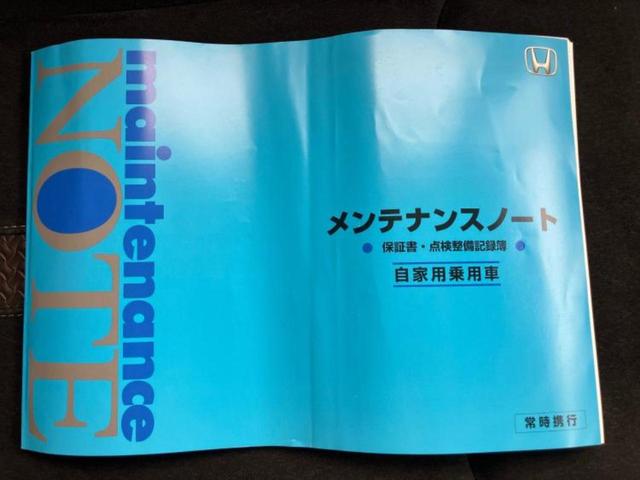 maintenance
NOTE
メンテナンスノート
保証書・点検整備記録簿
自家用乗用車
常時携行